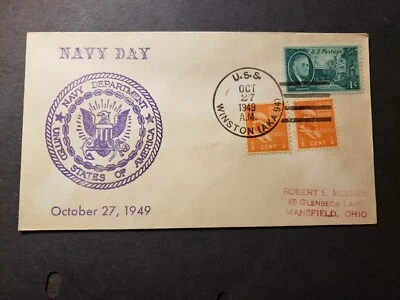 NAVY DAY
NAVY DEPARTMENT
UNITED STATES OF AMERICA
October 27, 1949
U.S.S.
WINSTON (AKA 94)
OCT
27
1949
A.M.
U.S. Postage
1¢
CENT
CENT
ROBERT E.
MANSFIELD, OHIO